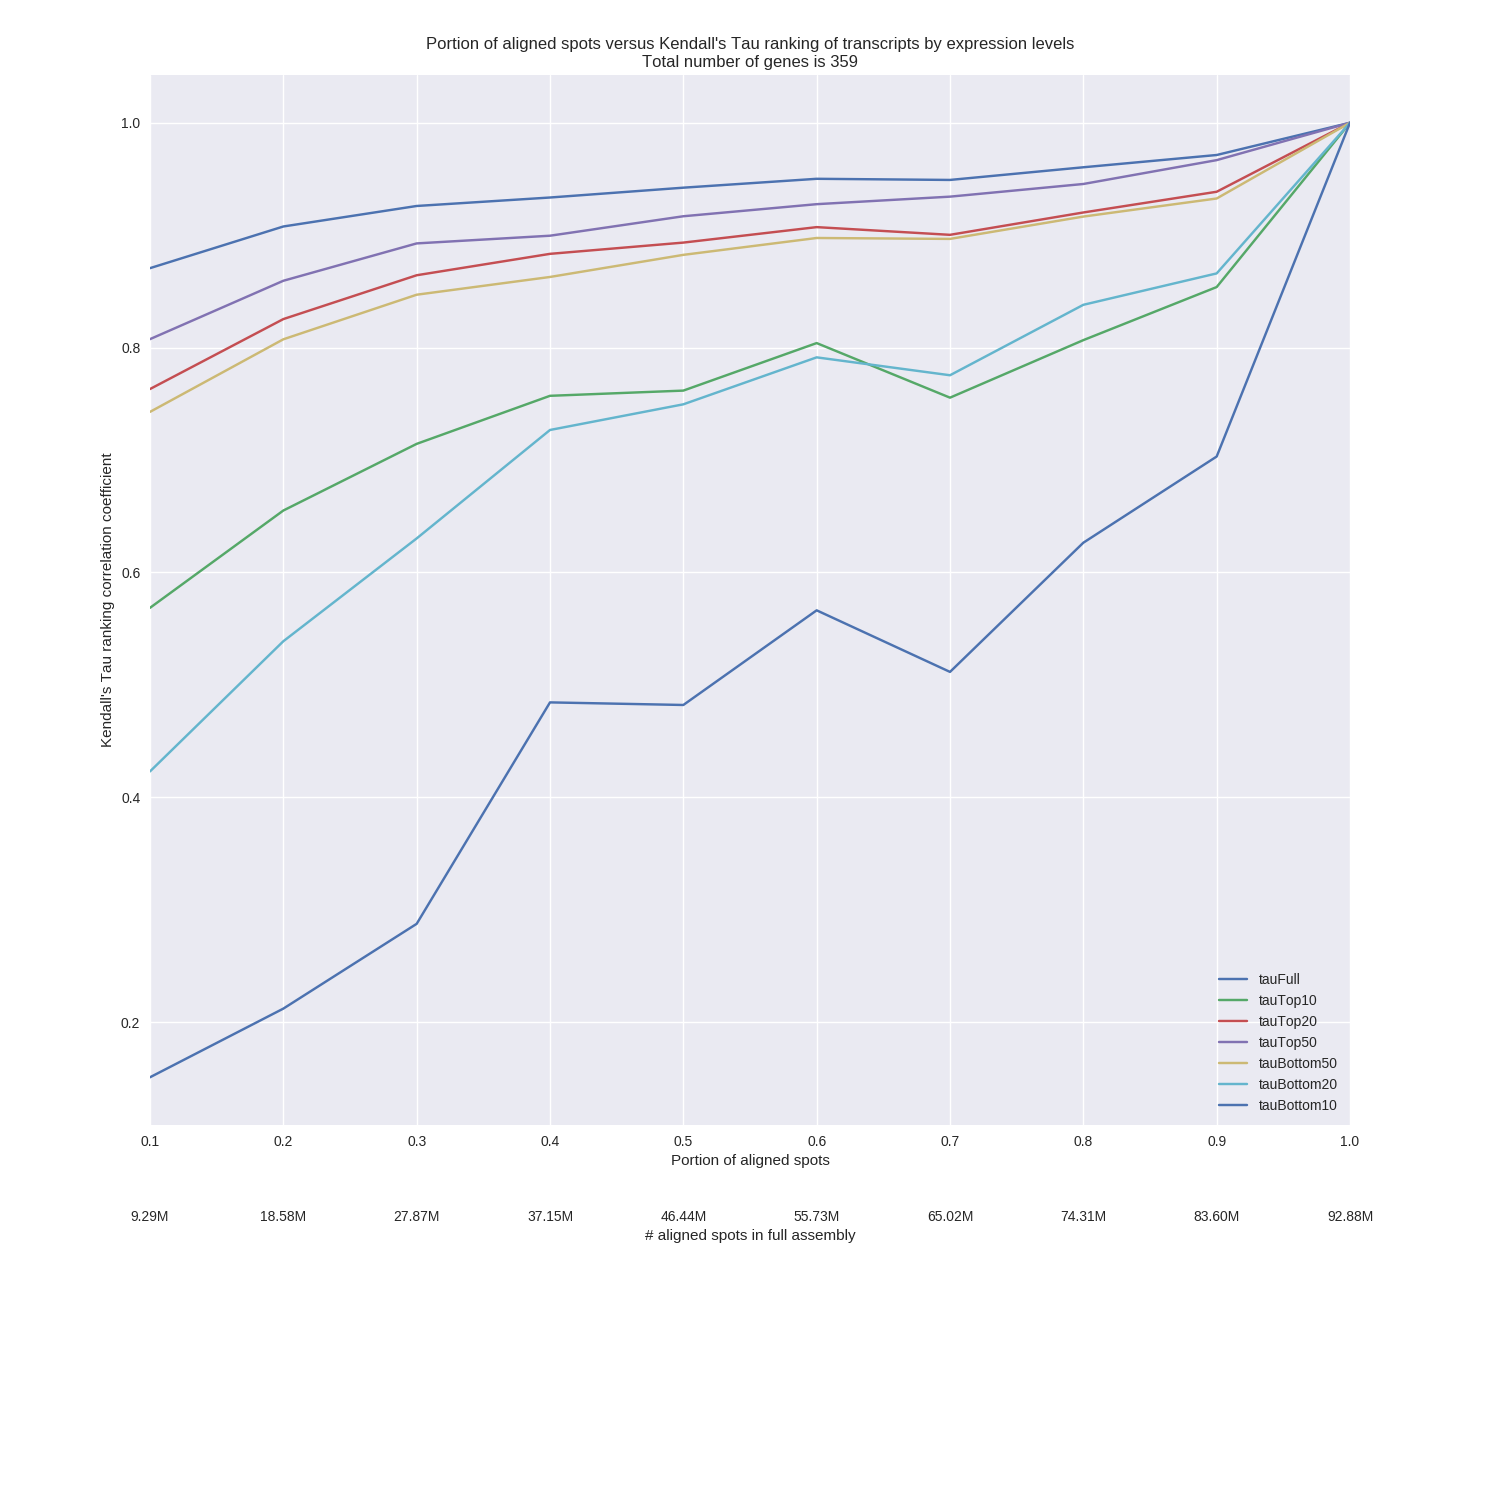 Portion of aligned spots versus Kendall's Tau ranking of transcripts by expression levels
Total number of genes is 359
Kendall's Tau ranking correlation coefficient
1.0
0.8
0.6
0.4
0.2
tauFull
tauTop10
tauTop20
tauTop50
tauBottom50
tauBottom20
tauBottom10
0.1 0.2 0.3 0.4 0.5 0.6 0.7 0.8 0.9 1.0
Portion of aligned spots
9.29M 18.58M 27.87M 37.15M 46.44M 55.73M 65.02M 74.31M 83.60M 92.88M
# aligned spots in full assembly